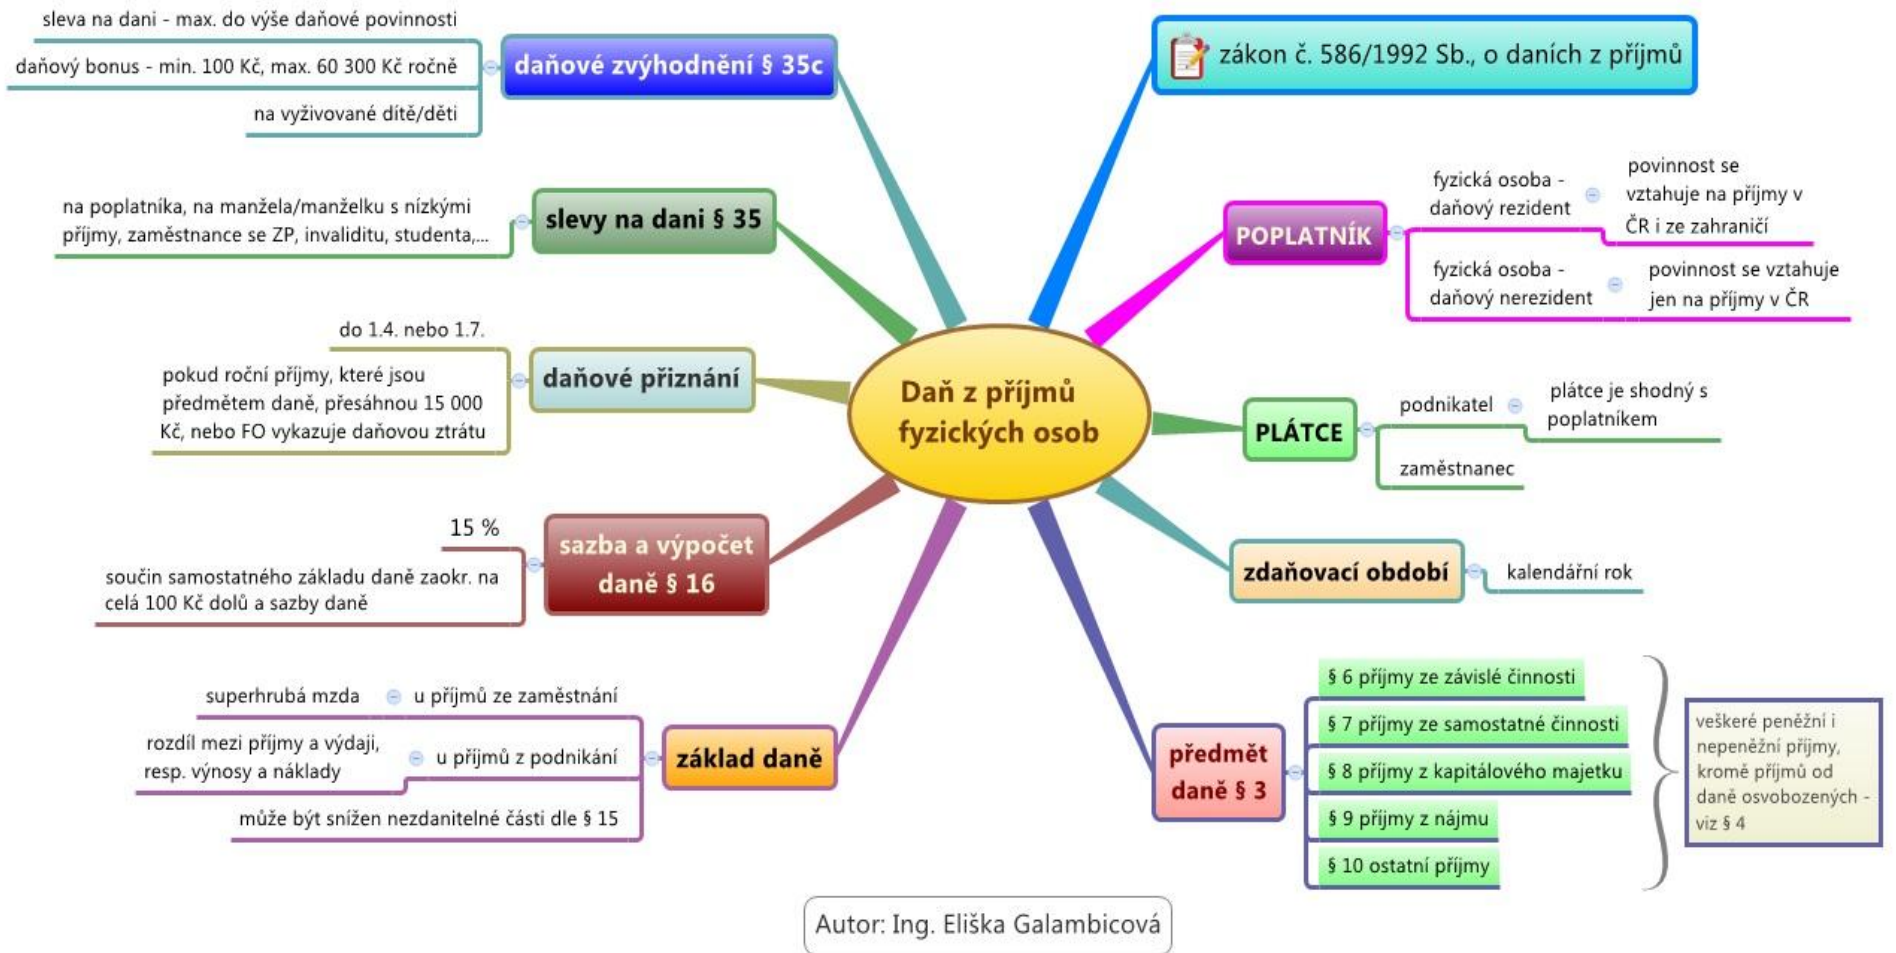 sleva na dani - max. do výše daňové povinnosti
daňový bonus - min. 100 Kč, max. 60 300 Kč ročně
na vyživované dítě/děti
daňové zvýhodnění § 35c
zákon č. 586/1992 Sb., o daních z příjmů
na poplatníka, na manžela/manželku s nízkými
příjmy, zaměstnance se ZP, invaliditu, studenta,...
slevy na dani § 35
POPLATNÍK
fyzická osoba -
daňový rezident
povinnost se
vztahuje na příjmy v
ČR i ze zahraničí
fyzická osoba -
daňový nerezident
povinnost se vztahuje
jen na příjmy v ČR
do 1.4. nebo 1.7.
pokud roční příjmy, které jsou
předmětem daně, přesáhnou 15 000
Kč, nebo FO vykazuje daňovou ztrátu
daňové přiznání
Daň z příjmů
fyzických osob
PLÁTCE
podnikatel
plátce je shodný s
poplatníkem
zaměstnanec
15 %
součin samostatného základu daně zaokr. na
celá 100 Kč dolů a sazby daně
sazba a výpočet
daně § 16
zdaňovací období
kalendářní rok
superhrubá mzda
u příjmů ze zaměstnání
rozdíl mezi příjmy a výdaji,
resp. výnosy a náklady
u příjmů z podnikání
může být snížen nezdanitelné části dle § 15
základ daně
předmět
daně § 3
§ 6 příjmy ze závislé činnosti
§ 7 příjmy ze samostatné činnosti
§ 8 příjmy z kapitálového majetku
§ 9 příjmy z nájmu
§ 10 ostatní příjmy
veškeré peněžní i
nepeněžní příjmy,
kromě příjmů od
daně osvobozených -
viz § 4
Autor: Ing. Eliška Galambicová